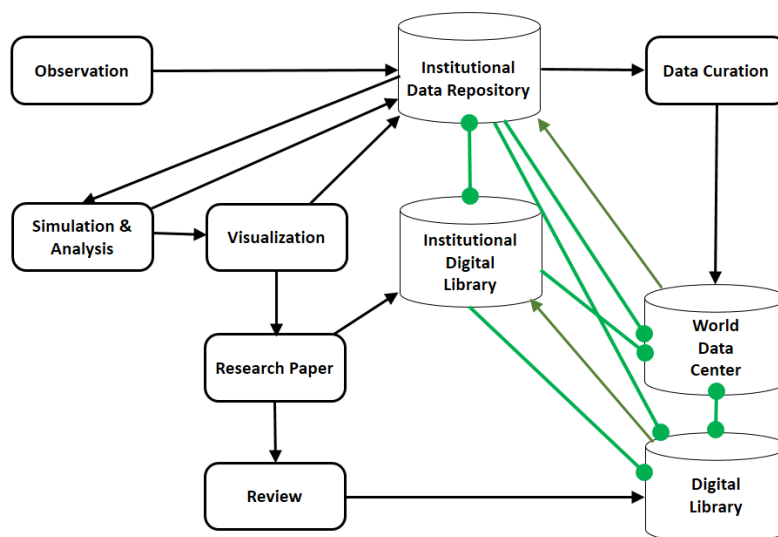 Observation
Institutional
Data Repository
Data Curation
Simulation &
Analysis
Visualization
Institutional
Digital
Library
World
Data
Center
Research Paper
Review
Digital
Library